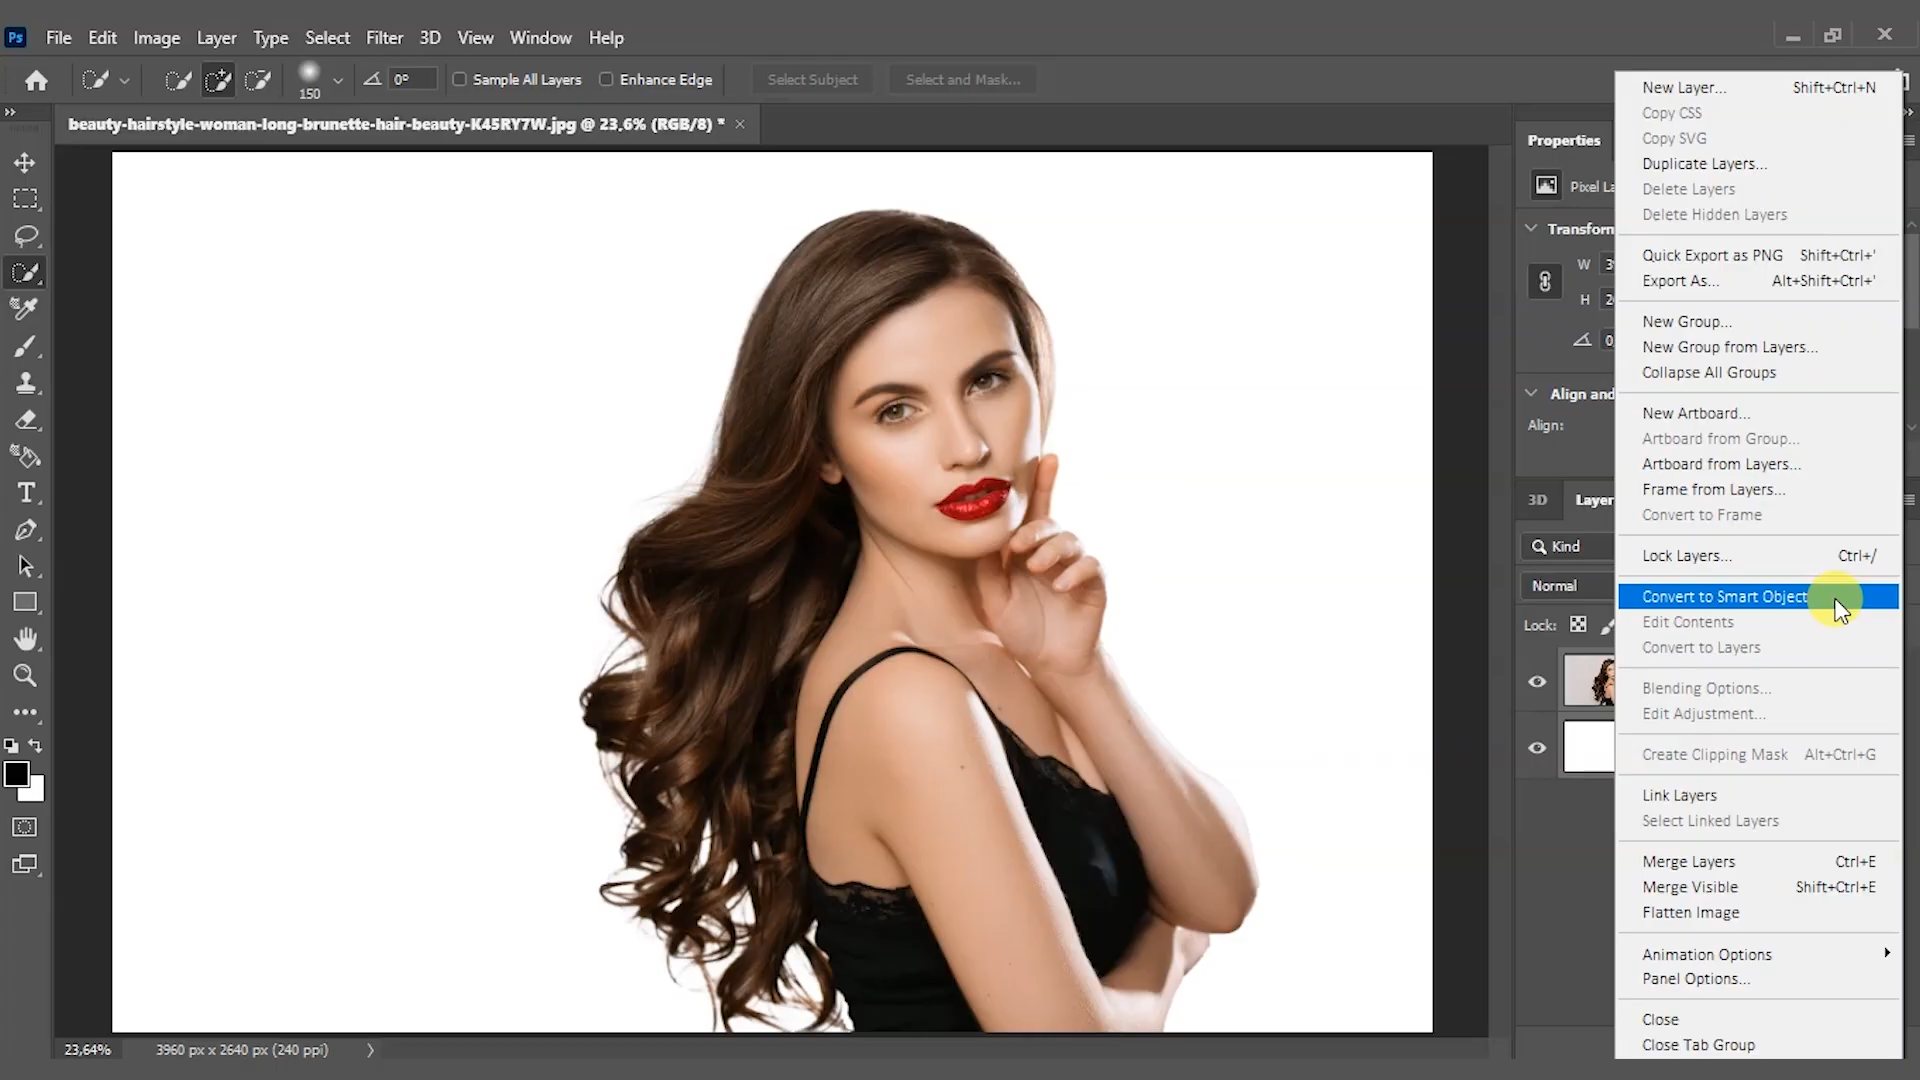 Ps File Edit Image Layer Type Select Filter 3D View Window Help
150 0° Sample All Layers Enhance Edge Select Subject Select and Mask...
beauty-hairstyle-woman-long-brunette-hair-beauty-K45RY7W.jpg @ 23,6% (RGB/8) * ×
Properties
Pixel La
Transform
W 3
H 2
0
Align and
Align:
3D Layer
Kind
Normal
Lock:
New Layer... Shift+Ctrl+N
Copy CSS
Copy SVG
Duplicate Layers...
Delete Layers
Delete Hidden Layers
Quick Export as PNG Shift+Ctrl+'
Export As... Alt+Shift+Ctrl+'
New Group...
New Group from Layers...
Collapse All Groups
New Artboard...
Artboard from Group...
Artboard from Layers...
Frame from Layers...
Convert to Frame
Lock Layers... Ctrl+/
Convert to Smart Object
Edit Contents
Convert to Layers
Blending Options...
Edit Adjustment...
Create Clipping Mask Alt+Ctrl+G
Link Layers
Select Linked Layers
Merge Layers Ctrl+E
Merge Visible Shift+Ctrl+E
Flatten Image
Animation Options
Panel Options...
Close
Close Tab Group
23,64% 3960 px x 2640 px (240 ppi)